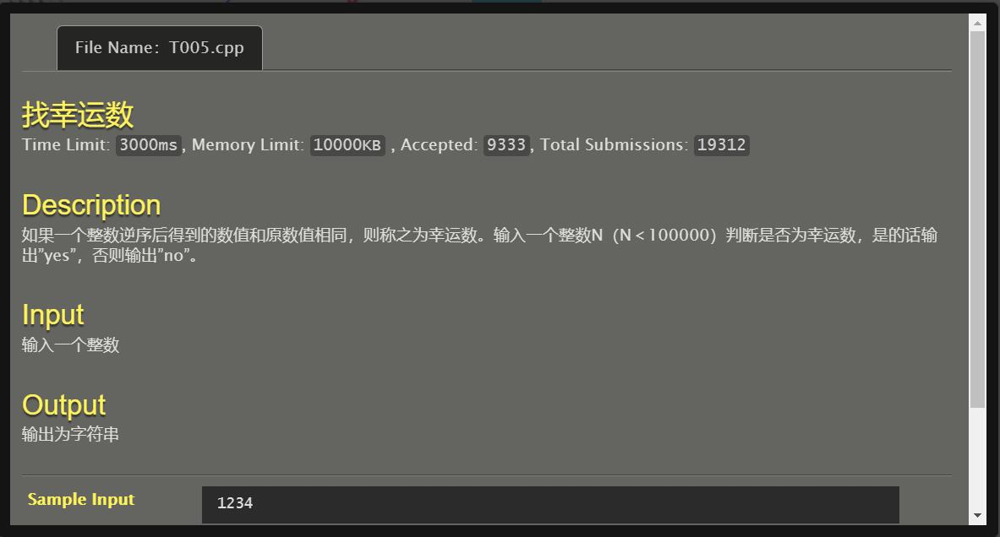 File Name：T005.cpp
找幸运数
Time Limit: 3000ms, Memory Limit: 10000KB , Accepted: 9333, Total Submissions: 19312
Description
如果一个整数逆序后得到的数值和原数值相同，则称之为幸运数。输入一个整数N（N＜100000）判断是否为幸运数，是的话输
出”yes”，否则输出”no”。
Input
输入一个整数
Output
输出为字符串
Sample Input 1234